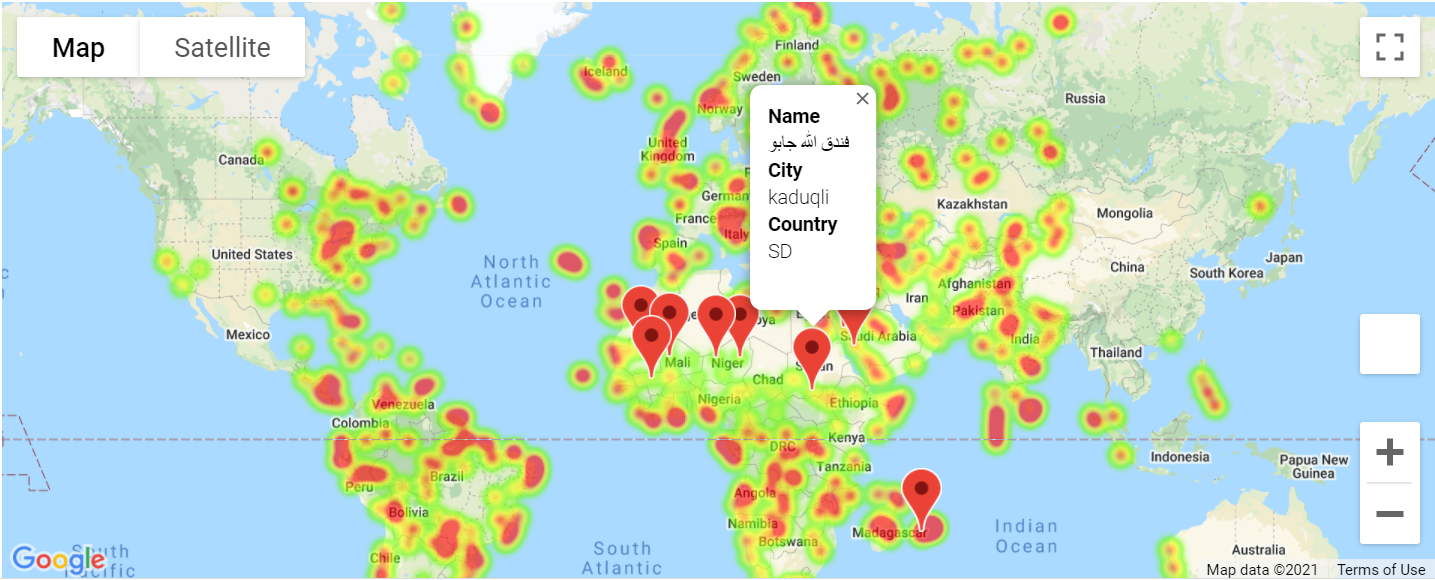 Map
Satellite
Finland
Iceland
Sweden
Norway
Russia
Name
فندق الله جابو
City
kaduqli
Country
SD
United
Kingdom
Canada
Kazakhstan
Mongolia
France
Italy
Spain
United States
North
Atlantic
Ocean
China
Japan
South Korea
Afghanistan
Iran
Pakistan
Saudi Arabia
India
Mexico
Mali
Niger
Chad
Thailand
Nigeria
Ethiopia
Venezuela
Colombia
DRC
Kenya
Tanzania
Indonesia
Papua New
Guinea
Brazil
Peru
Angola
Bolivia
Namibia
Botswana
Madagascar
Indian
Ocean
South
Atlantic
Chile
Australia
Google
South
Pacific
Map data ©2021
Terms of Use